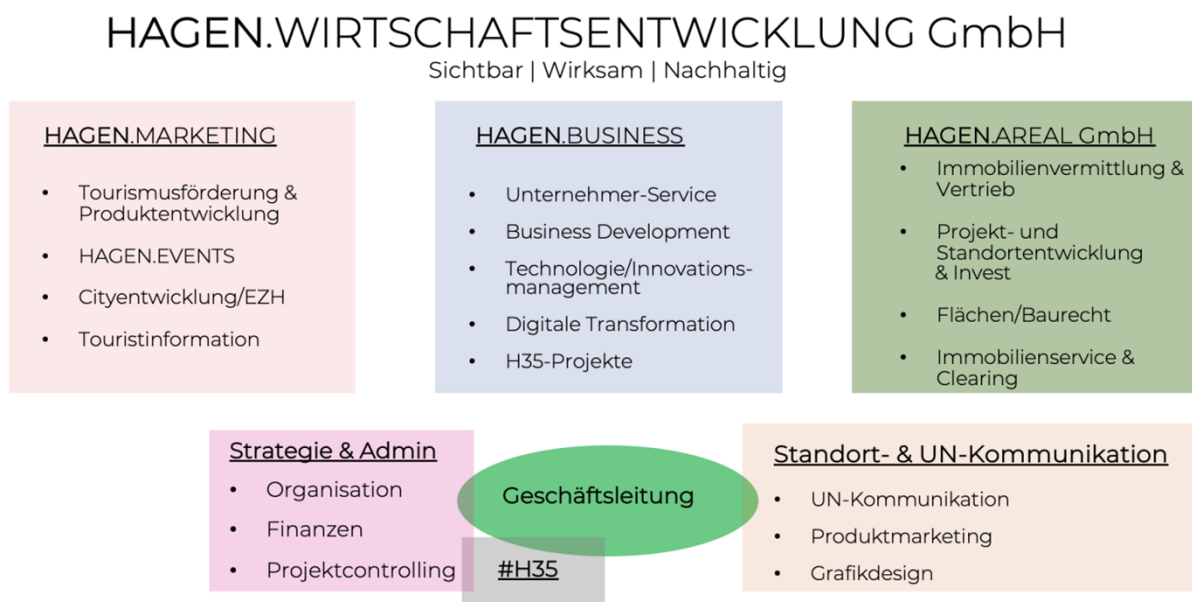 HAGEN.WIRTSCHAFTSENTWICKLUNG GmbH
Sichtbar | Wirksam | Nachhaltig
HAGEN.MARKETING
• Tourismusförderung &
Produktentwicklung
• HAGEN.EVENTS
• Cityentwicklung/EZH
• Touristinformation
HAGEN.BUSINESS
• Unternehmer-Service
• Business Development
• Technologie/Innovations-
management
• Digitale Transformation
• H35-Projekte
HAGEN.AREAL GmbH
• Immobilienvermittlung &
Vertrieb
• Projekt- und
Standortentwicklung
& Invest
• Flächen/Baurecht
• Immobilienservice &
Clearing
Strategie & Admin
• Organisation
• Finanzen
• Projektcontrolling
Geschäftsleitung
#H35
Standort- & UN-Kommunikation
• UN-Kommunikation
• Produktmarketing
• Grafikdesign